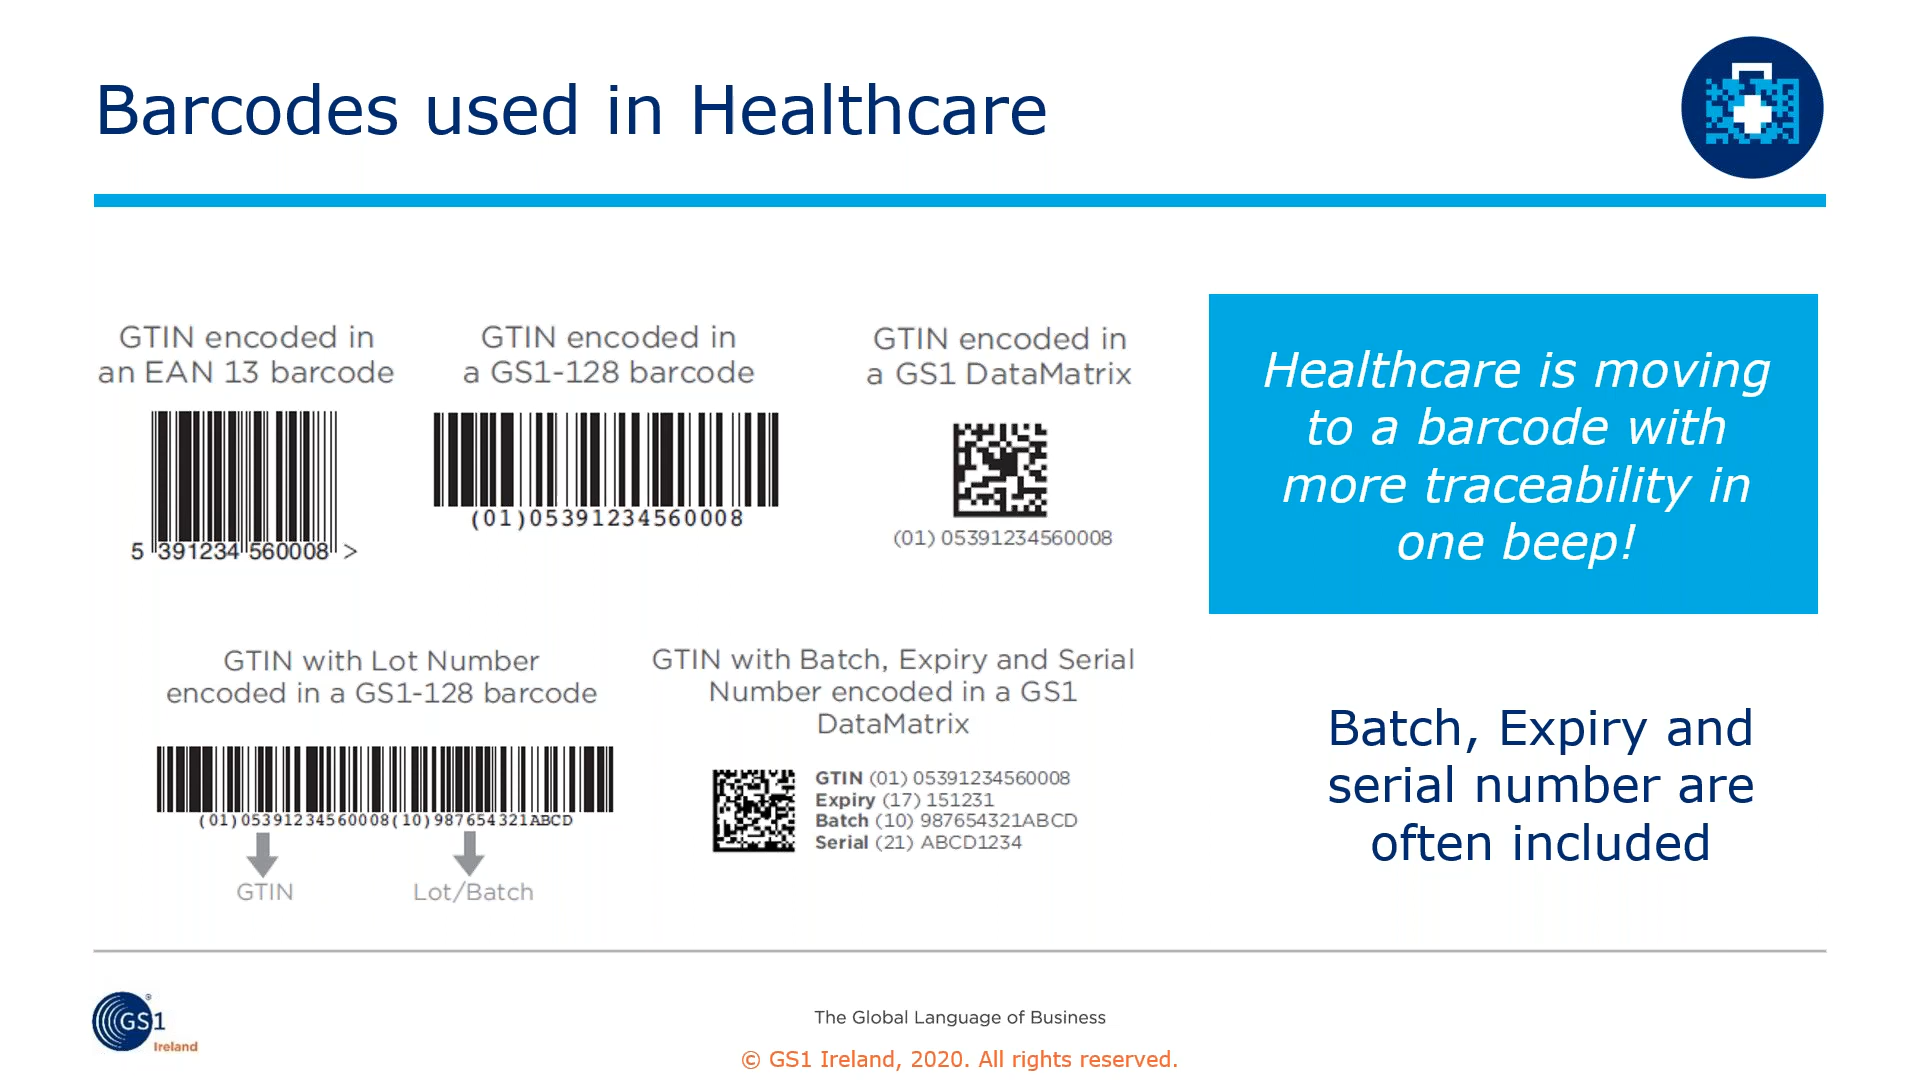 Barcodes used in Healthcare
GTIN encoded in
an EAN 13 barcode
5 391234 560008 >
GTIN encoded in
a GS1-128 barcode
(01)05391234560008
GTIN encoded in
a GS1 DataMatrix
(01) 05391234560008
Healthcare is moving
to a barcode with
more traceability in
one beep!
GTIN with Lot Number
encoded in a GS1-128 barcode
(01)05391234560008(10)987654321ABCD
GTIN
Lot/Batch
GTIN with Batch, Expiry and Serial
Number encoded in a GS1
DataMatrix
GTIN (01) 05391234560008
Expiry (17) 151231
Batch (10) 987654321ABCD
Serial (21) ABCD1234
Batch, Expiry and
serial number are
often included
GS1
®
Ireland
The Global Language of Business
© GS1 Ireland, 2020. All rights reserved.